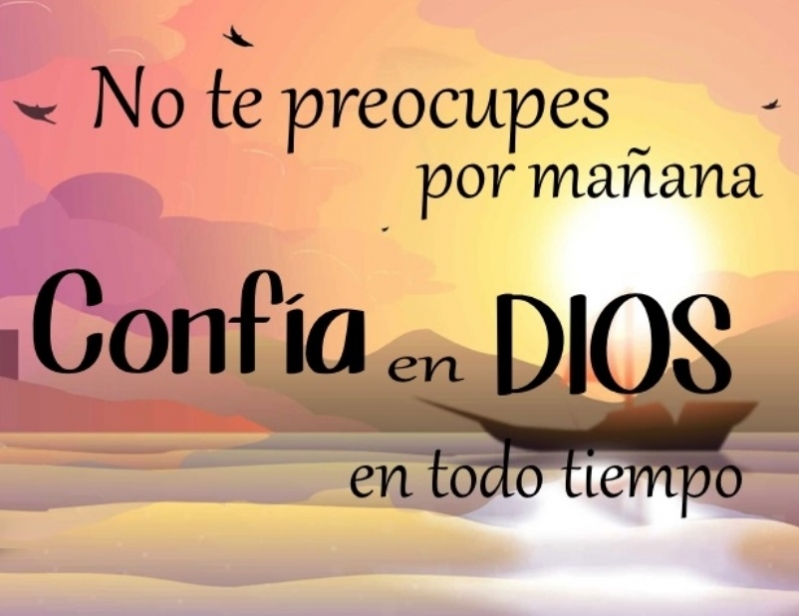 No te preocupes
por mañana
Confía en DIOS
en todo tiempo